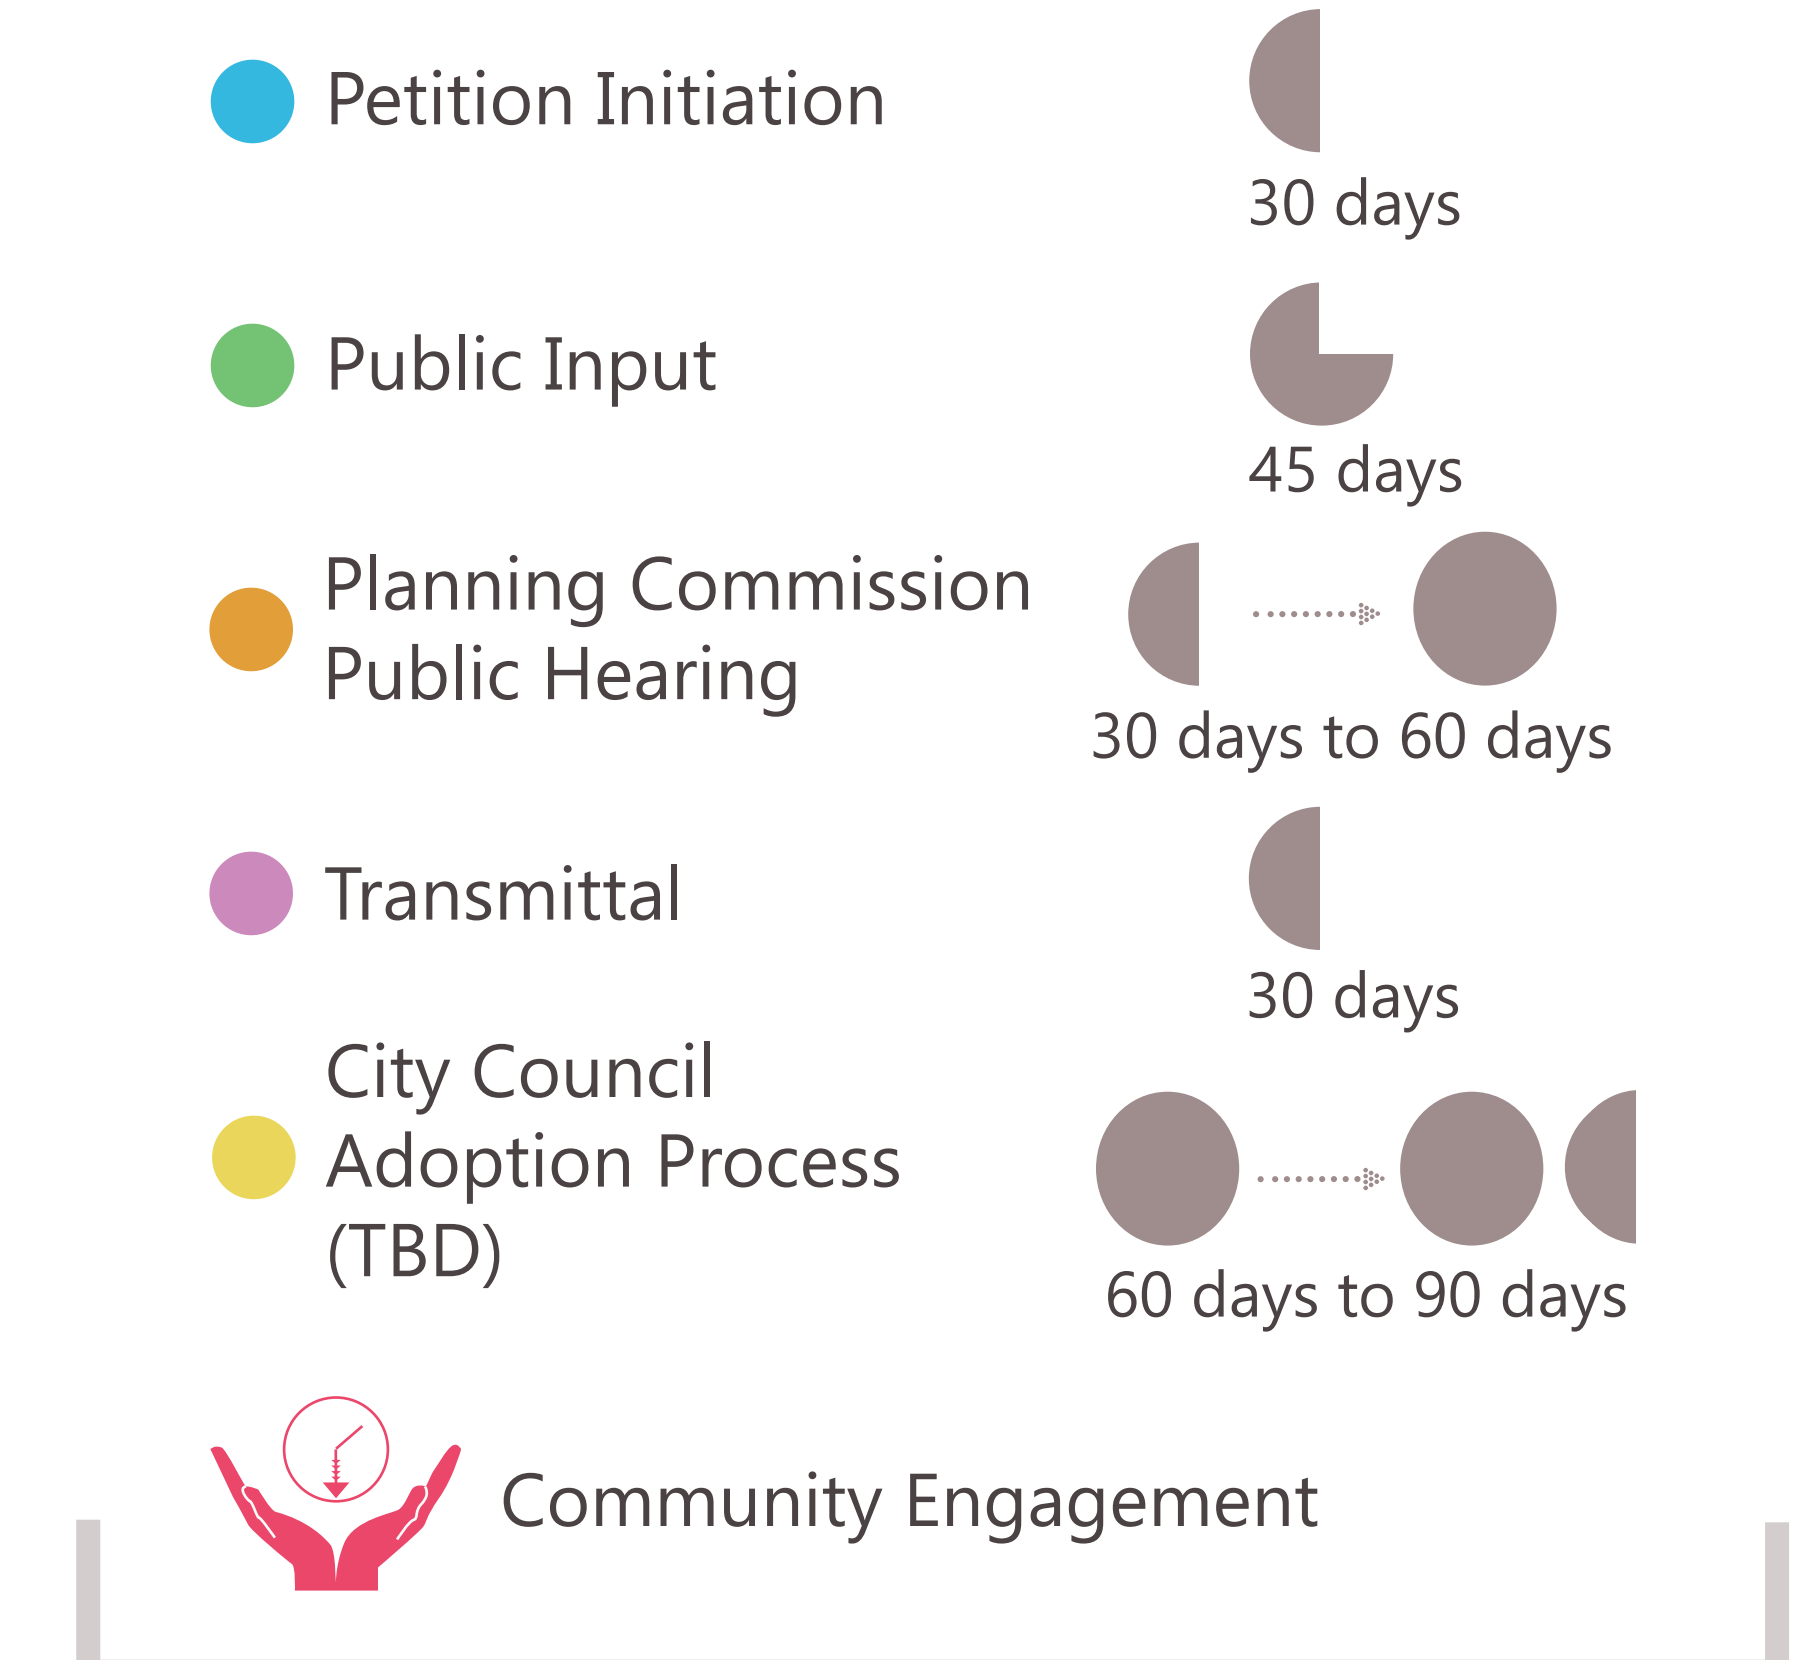 Petition Initiation
30 days
Public Input
45 days
Planning Commission
Public Hearing
30 days to 60 days
Transmittal
30 days
City Council
Adoption Process
(TBD)
60 days to 90 days
Community Engagement